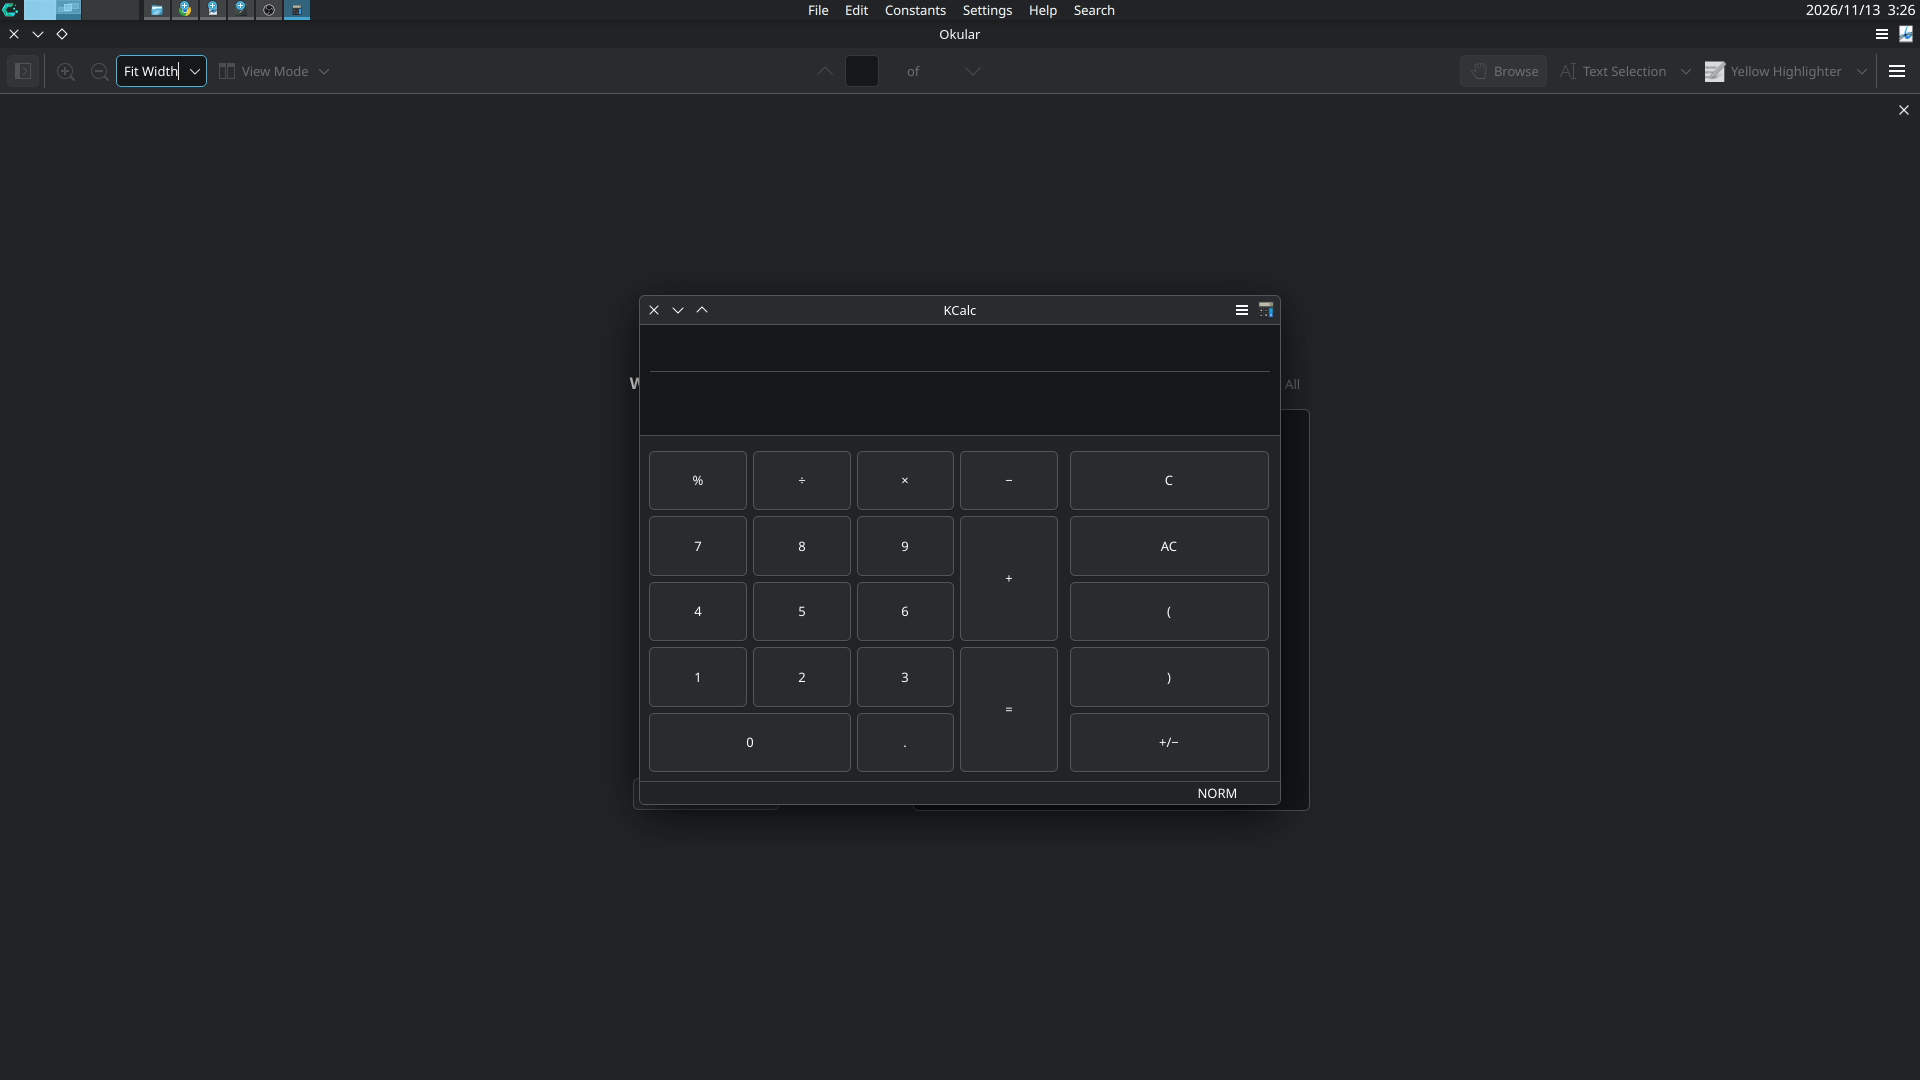 File Edit Constants Settings Help Search 2026/11/13 3:26
Okular
Fit Width View Mode of Browse Text Selection Yellow Highlighter
KCalc
All
% ÷ × − C
7 8 9 AC
+
4 5 6 (
1 2 3 )
=
0 . +/−
NORM